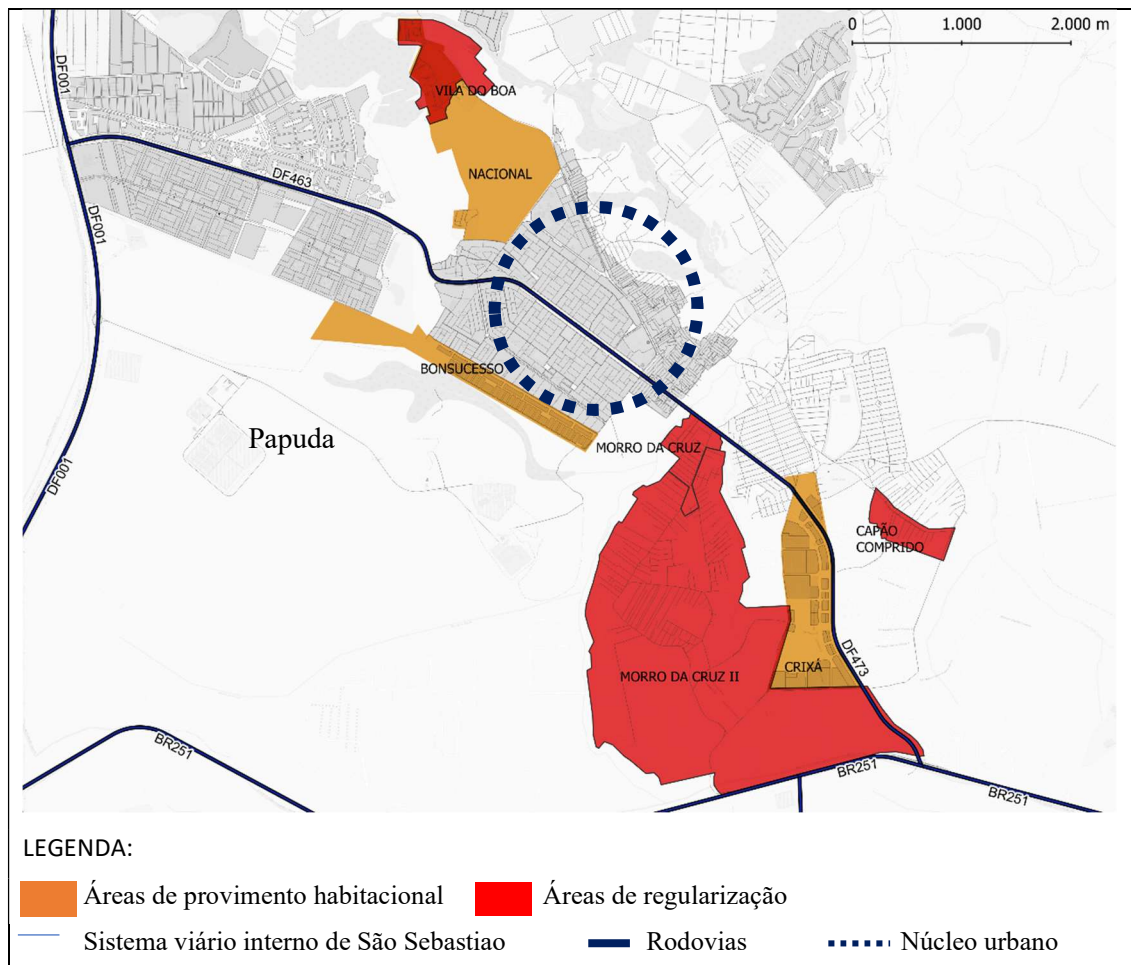 0 1.000 2.000 m
DF001
VILA DO BOA
DF463
NACIONAL
DF001
BONSUCESSO
Papuda
MORRO DA CRUZ
DF001
CAPÃO
COMPRIDO
MORRO DA CRUZ II
CRIXÁ
DF473
BR251
BR251
BR251
LEGENDA:
Áreas de provimento habitacional Áreas de regularização
Sistema viário interno de São Sebastiao Rodovias Núcleo urbano